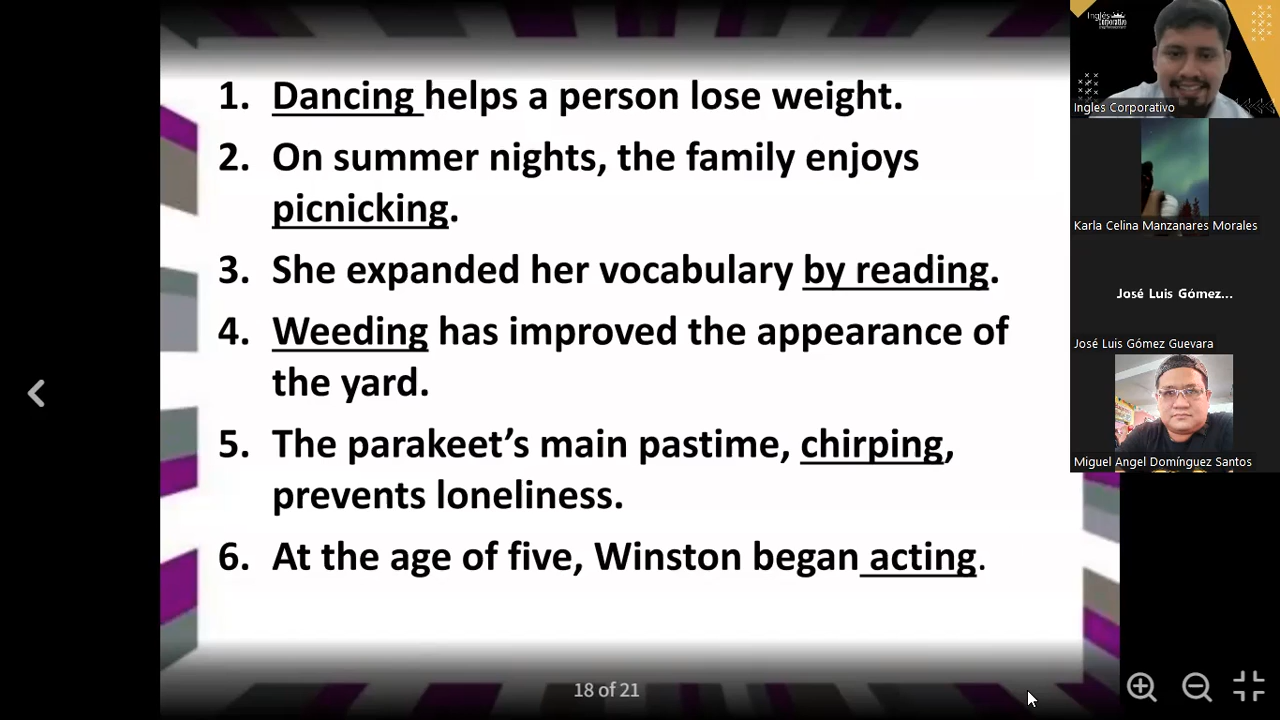 1. Dancing helps a person lose weight.
2. On summer nights, the family enjoys
picnicking.
3. She expanded her vocabulary by reading.
4. Weeding has improved the appearance of
the yard.
5. The parakeet’s main pastime, chirping,
prevents loneliness.
6. At the age of five, Winston began acting.
18 of 21
Inglés
Corporativo
Ingles Corporativo
Karla Celina Manzanares Morales
José Luis Gómez...
José Luis Gómez Guevara
Miguel Angel Domínguez Santos